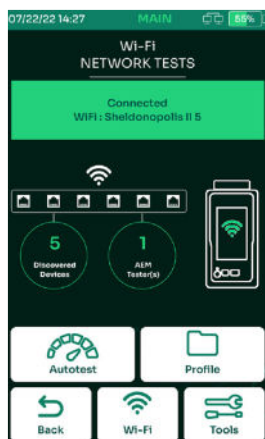 07/22/22 14:27 MAIN 55%
Wi-Fi
NETWORK TESTS
Connected
WiFi : Sheldonopolis II 5
5
Discovered
Devices
1
AEM
Tester(s)
Autotest
Profile
Back
Wi-Fi
Tools